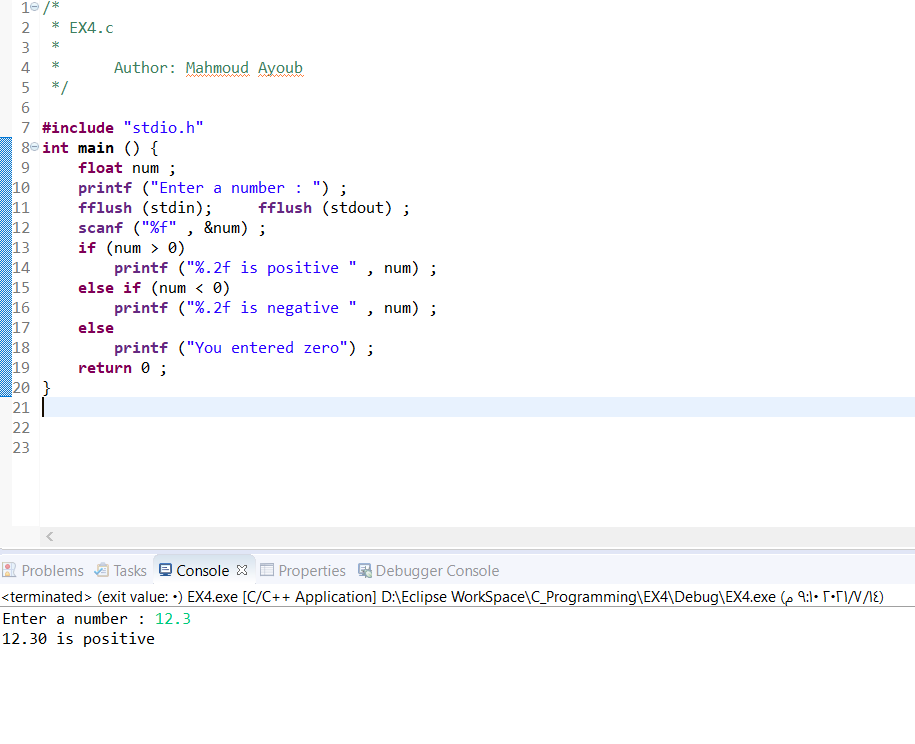 1 /*
2  * EX4.c
3  *
4  *      Author: Mahmoud Ayoub
5  */
6
7 #include "stdio.h"
8 int main () {
9     float num ;
10     printf ("Enter a number : ") ;
11     fflush (stdin);     fflush (stdout) ;
12     scanf ("%f" , &num) ;
13     if (num > 0)
14         printf ("%.2f is positive " , num) ;
15     else if (num < 0)
16         printf ("%.2f is negative " , num) ;
17     else
18         printf ("You entered zero") ;
19     return 0 ;
20 }
21
22
23
Problems Tasks Console Properties Debugger Console
<terminated> (exit value: ٠) EX4.exe [C/C++ Application] D:\Eclipse WorkSpace\C_Programming\EX4\Debug\EX4.exe (م ٩:١٠ ٢٠٢١/٧/١٤)
Enter a number : 12.3
12.30 is positive